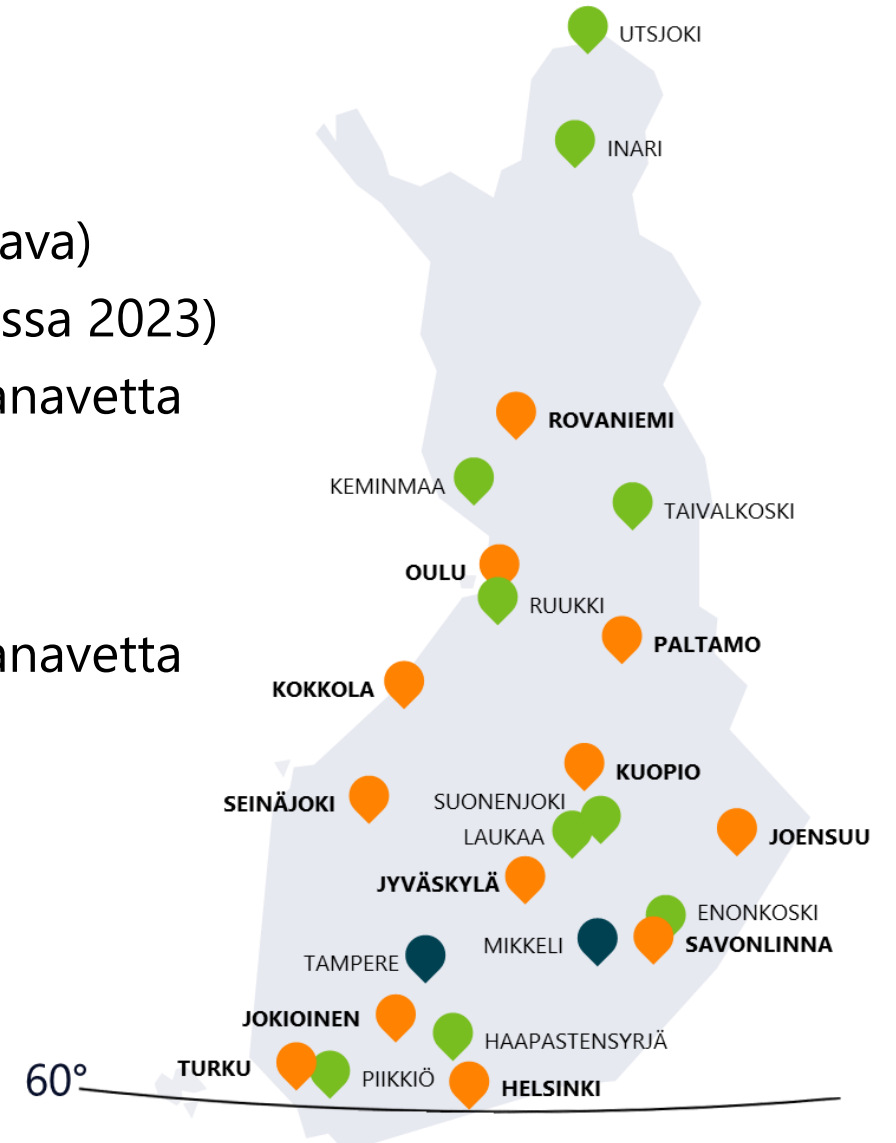 UTSJOKI
INARI
ava)
ssa 2023)
anavetta
ROVANIEMI
KEMINMAA
TAIVALKOSKI
OULU
RUUKKI
PALTAMO
anavetta
KOKKOLA
KUOPIO
SEINÄJOKI
SUONENJOKI
LAUKAA
JOENSUU
JYVÄSKYLÄ
ENONKOSKI
MIKKELI
SAVONLINNA
TAMPERE
JOKIOINEN
HAAPASTENSYRJÄ
TURKU
PIIKKIÖ
HELSINKI
60°